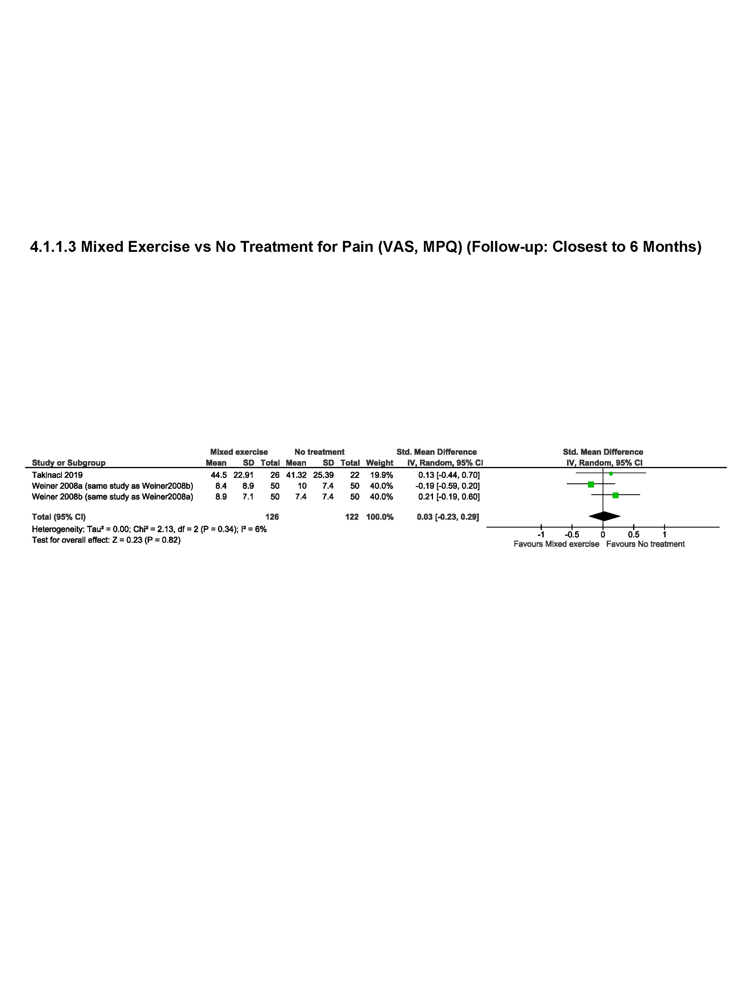 4.1.1.3 Mixed Exercise vs No Treatment for Pain (VAS, MPQ) (Follow-up: Closest to 6 Months)
Mixed exercise No treatment Std. Mean Difference Std. Mean Difference
Study or Subgroup Mean SD Total Mean SD Total Weight IV, Random, 95% CI IV, Random, 95% CI
Takinaci 2019 44.5 22.91 26 41.32 25.39 22 19.9% 0.13 [-0.44, 0.70]
Weiner 2008a (same study as Weiner2008b) 8.4 8.9 50 10 7.4 50 40.0% -0.19 [-0.59, 0.20]
Weiner 2008b (same study as Weiner2008a) 8.9 7.1 50 7.4 7.4 50 40.0% 0.21 [-0.19, 0.60]
Total (95% CI) 126 122 100.0% 0.03 [-0.23, 0.29]
Heterogeneity: Tau² = 0.00; Chi² = 2.13, df = 2 (P = 0.34); I² = 6%
Test for overall effect: Z = 0.23 (P = 0.82)
-1 -0.5 0 0.5 1
Favours Mixed exercise Favours No treatment